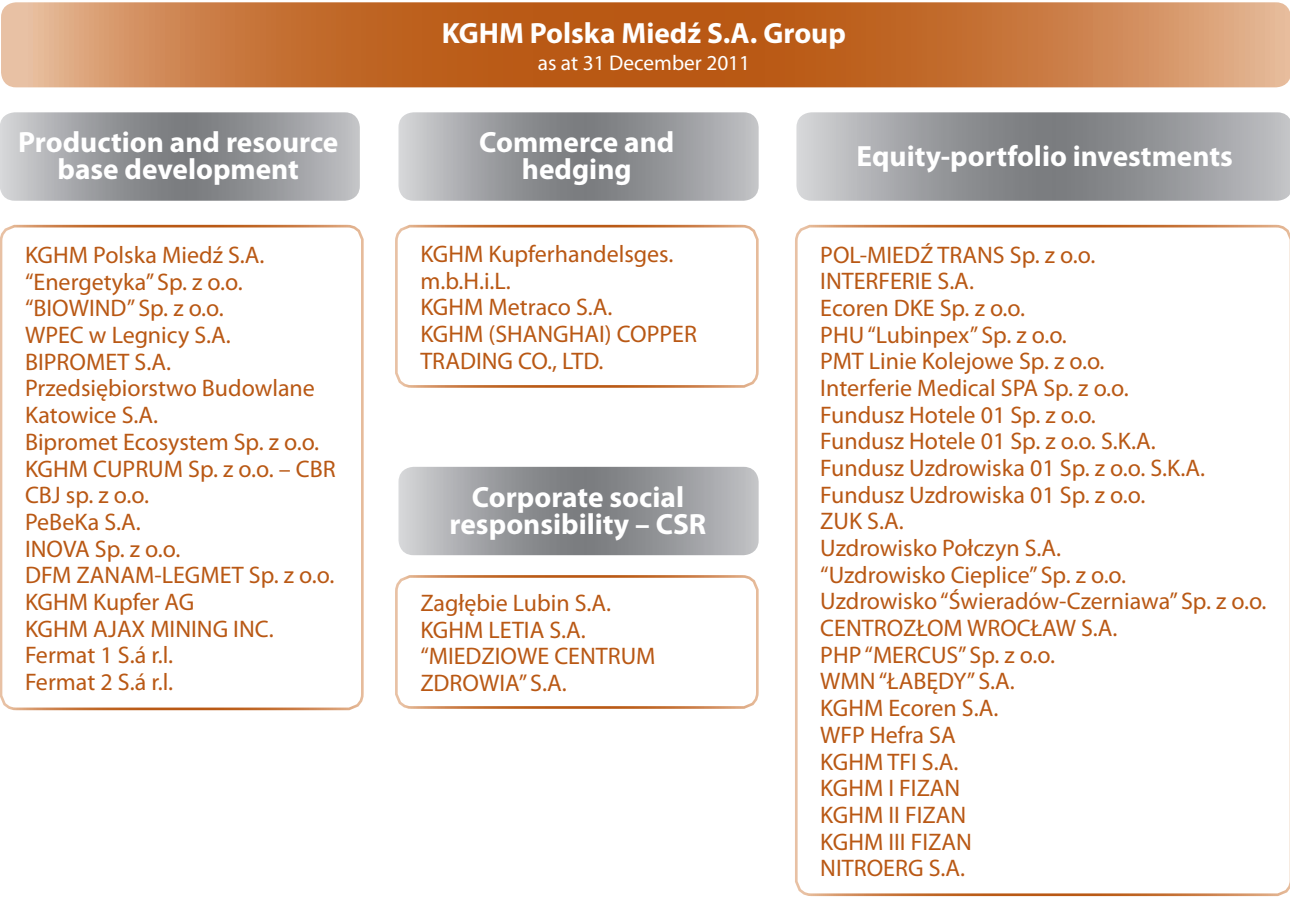 KGHM Polska Miedź S.A. Group
as at 31 December 2011
Production and resource
base development
KGHM Polska Miedź S.A.
“Energetyka” Sp. z o.o.
“BIOWIND” Sp. z o.o.
WPEC w Legnicy S.A.
BIPROMET S.A.
Przedsiębiorstwo Budowlane
Katowice S.A.
Bipromet Ecosystem Sp. z o.o.
KGHM CUPRUM Sp. z o.o. – CBR
CBJ sp. z o.o.
PeBeKa S.A.
INOVA Sp. z o.o.
DFM ZANAM-LEGMET Sp. z o.o.
KGHM Kupfer AG
KGHM AJAX MINING INC.
Fermat 1 S.á r.l.
Fermat 2 S.á r.l.
Commerce and
hedging
KGHM Kupferhandelsges.
m.b.H.i.L.
KGHM Metraco S.A.
KGHM (SHANGHAI) COPPER
TRADING CO., LTD.
Corporate social
responsibility – CSR
Zagłębie Lubin S.A.
KGHM LETIA S.A.
“MIEDZIOWE CENTRUM
ZDROWIA” S.A.
Equity-portfolio investments
POL-MIEDŹ TRANS Sp. z o.o.
INTERFERIE S.A.
Ecoren DKE Sp. z o.o.
PHU “Lubinpex” Sp. z o.o.
PMT Linie Kolejowe Sp. z o.o.
Interferie Medical SPA Sp. z o.o.
Fundusz Hotele 01 Sp. z o.o.
Fundusz Hotele 01 Sp. z o.o. S.K.A.
Fundusz Uzdrowiska 01 Sp. z o.o. S.K.A.
Fundusz Uzdrowiska 01 Sp. z o.o.
ZUK S.A.
Uzdrowisko Połczyn S.A.
“Uzdrowisko Cieplice” Sp. z o.o.
Uzdrowisko “Świeradów-Czerniawa” Sp. z o.o.
CENTROZŁOM WROCŁAW S.A.
PHP “MERCUS” Sp. z o.o.
WMN “ŁABĘDY” S.A.
KGHM Ecoren S.A.
WFP Hefra SA
KGHM TFI S.A.
KGHM I FIZAN
KGHM II FIZAN
KGHM III FIZAN
NITROERG S.A.